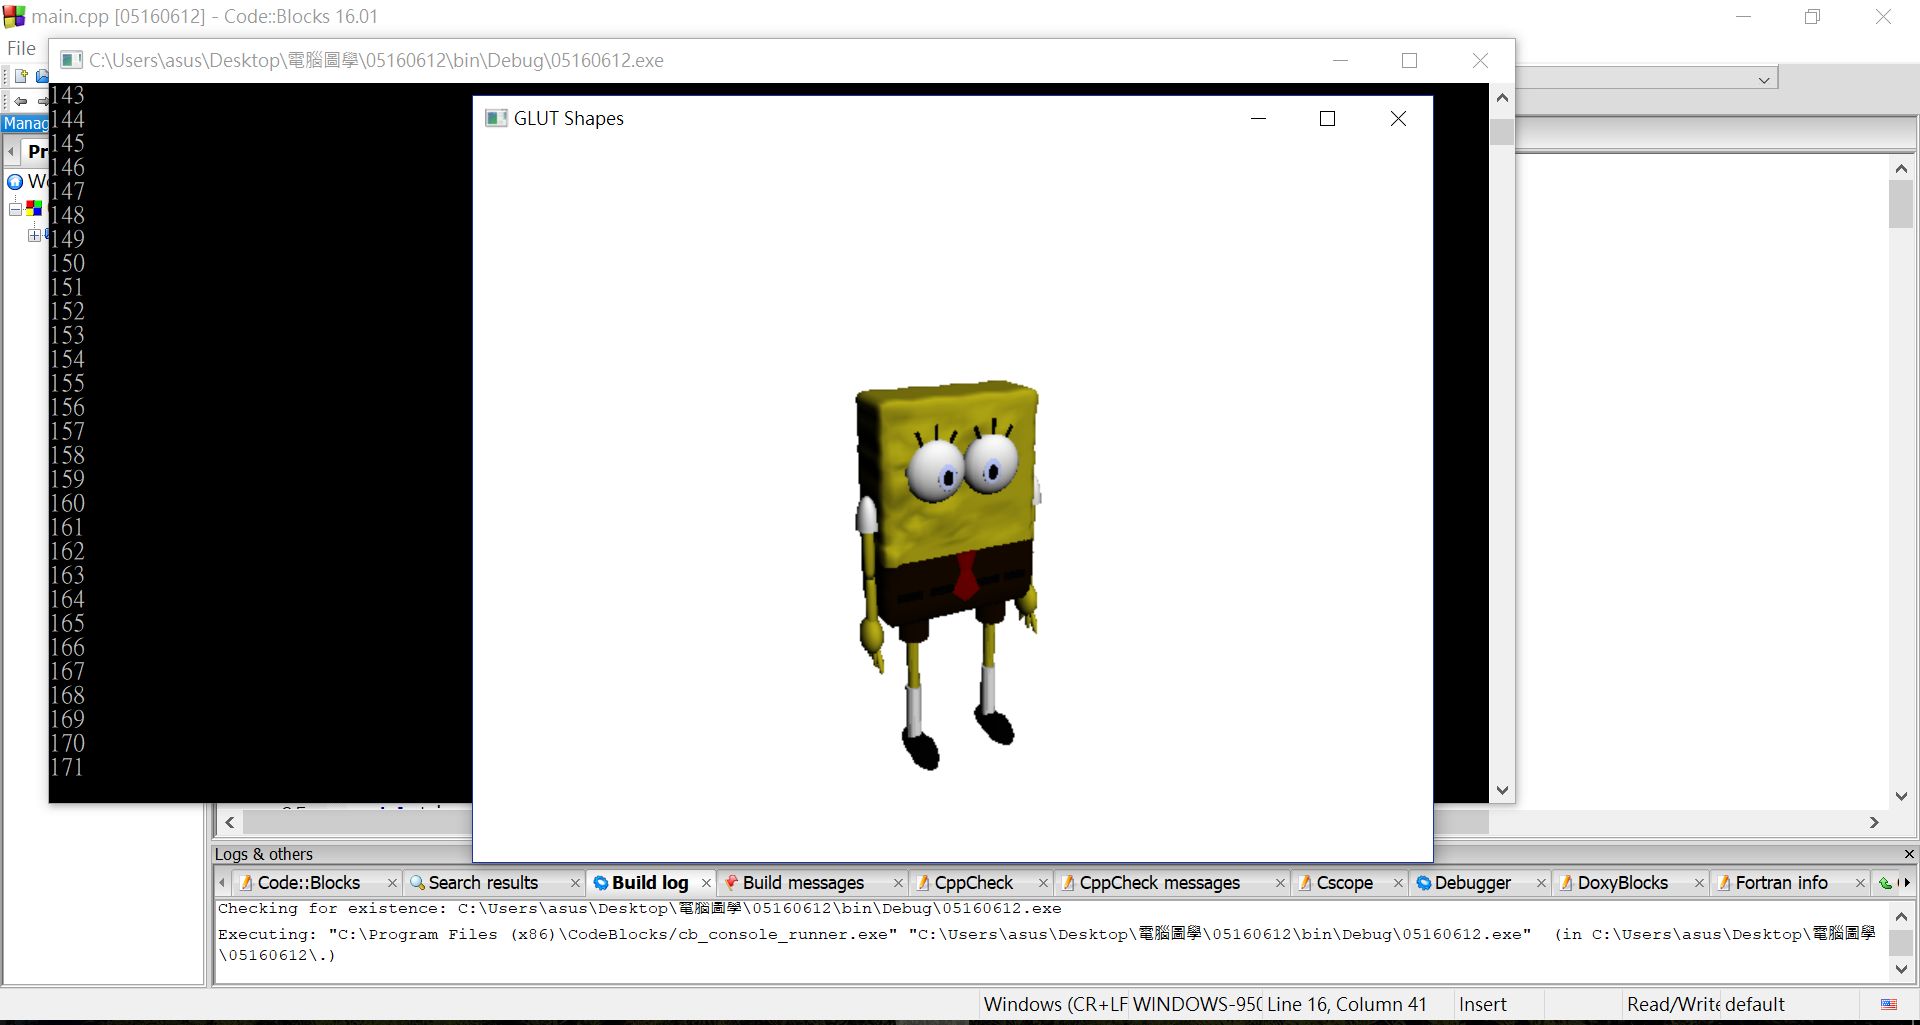 main.cpp [05160612] - Code::Blocks 16.01
File
C:\Users\asus\Desktop\電腦圖學\05160612\bin\Debug\05160612.exe
Manag
Pr
Wo
143
144
145
146
147
148
149
150
151
152
153
154
155
156
157
158
159
160
161
162
163
164
165
166
167
168
169
170
171
GLUT Shapes
Logs & others
Code::Blocks
Search results
Build log
Build messages
CppCheck
CppCheck messages
Cscope
Debugger
DoxyBlocks
Fortran info
Checking for existence: C:\Users\asus\Desktop\電腦圖學\05160612\bin\Debug\05160612.exe
Executing: "C:\Program Files (x86)\CodeBlocks/cb_console_runner.exe" "C:\Users\asus\Desktop\電腦圖學\05160612\bin\Debug\05160612.exe"  (in C:\Users\asus\Desktop\電腦圖學
\05160612\.)
Windows (CR+LF WINDOWS-950 Line 16, Column 41 Insert Read/Write default